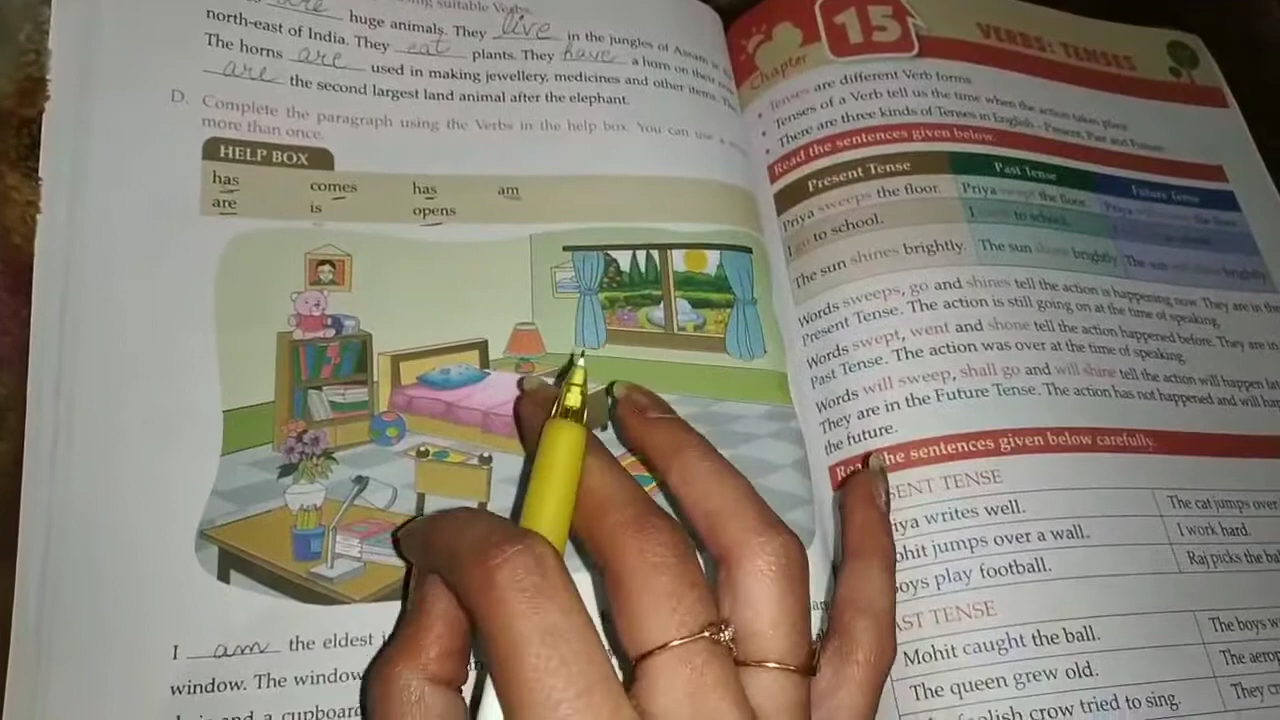 suitable Verbs.
are huge animals. They live in the jungles of Assam
north-east of India. They eat plants. They have a horn on their
The horns are used in making jewellery, medicines and other items.
are the second largest land animal after the elephant.
D. Complete the paragraph using the Verbs in the help box. You can use a
more than once.
HELP BOX
has comes has am
are is opens
I am the eldest
window. The window
and a cupboard
Chapter 15 VERBS: TENSES
Tenses are different Verb forms.
Tenses of a Verb tell us the time when the action takes place.
There are three kinds of Tenses in English - Present, Past and Future.
Read the sentences given below.
Present Tense Past Tense Future Tense
Priya sweeps the floor. Priya swept the floor.
I go to school. I to school.
The sun shines brightly. The sun shone brightly. The sun brightly.
Words sweeps, go and shines tell the action is happening now. They are in the
Present Tense. The action is still going on at the time of speaking.
Words swept, went and shone tell the action happened before. They are in
Past Tense. The action was over at the time of speaking.
Words will sweep, shall go and will shine tell the action will happen
They are in the Future Tense. The action has not happened and will
the future.
the sentences given below carefully.
SENT TENSE
iya writes well. The cat jumps over
ohit jumps over a wall. I work hard.
oys play football. Raj picks the
AST TENSE
Mohit caught the ball. The boys
The queen grew old. The
olish crow tried to sing. They